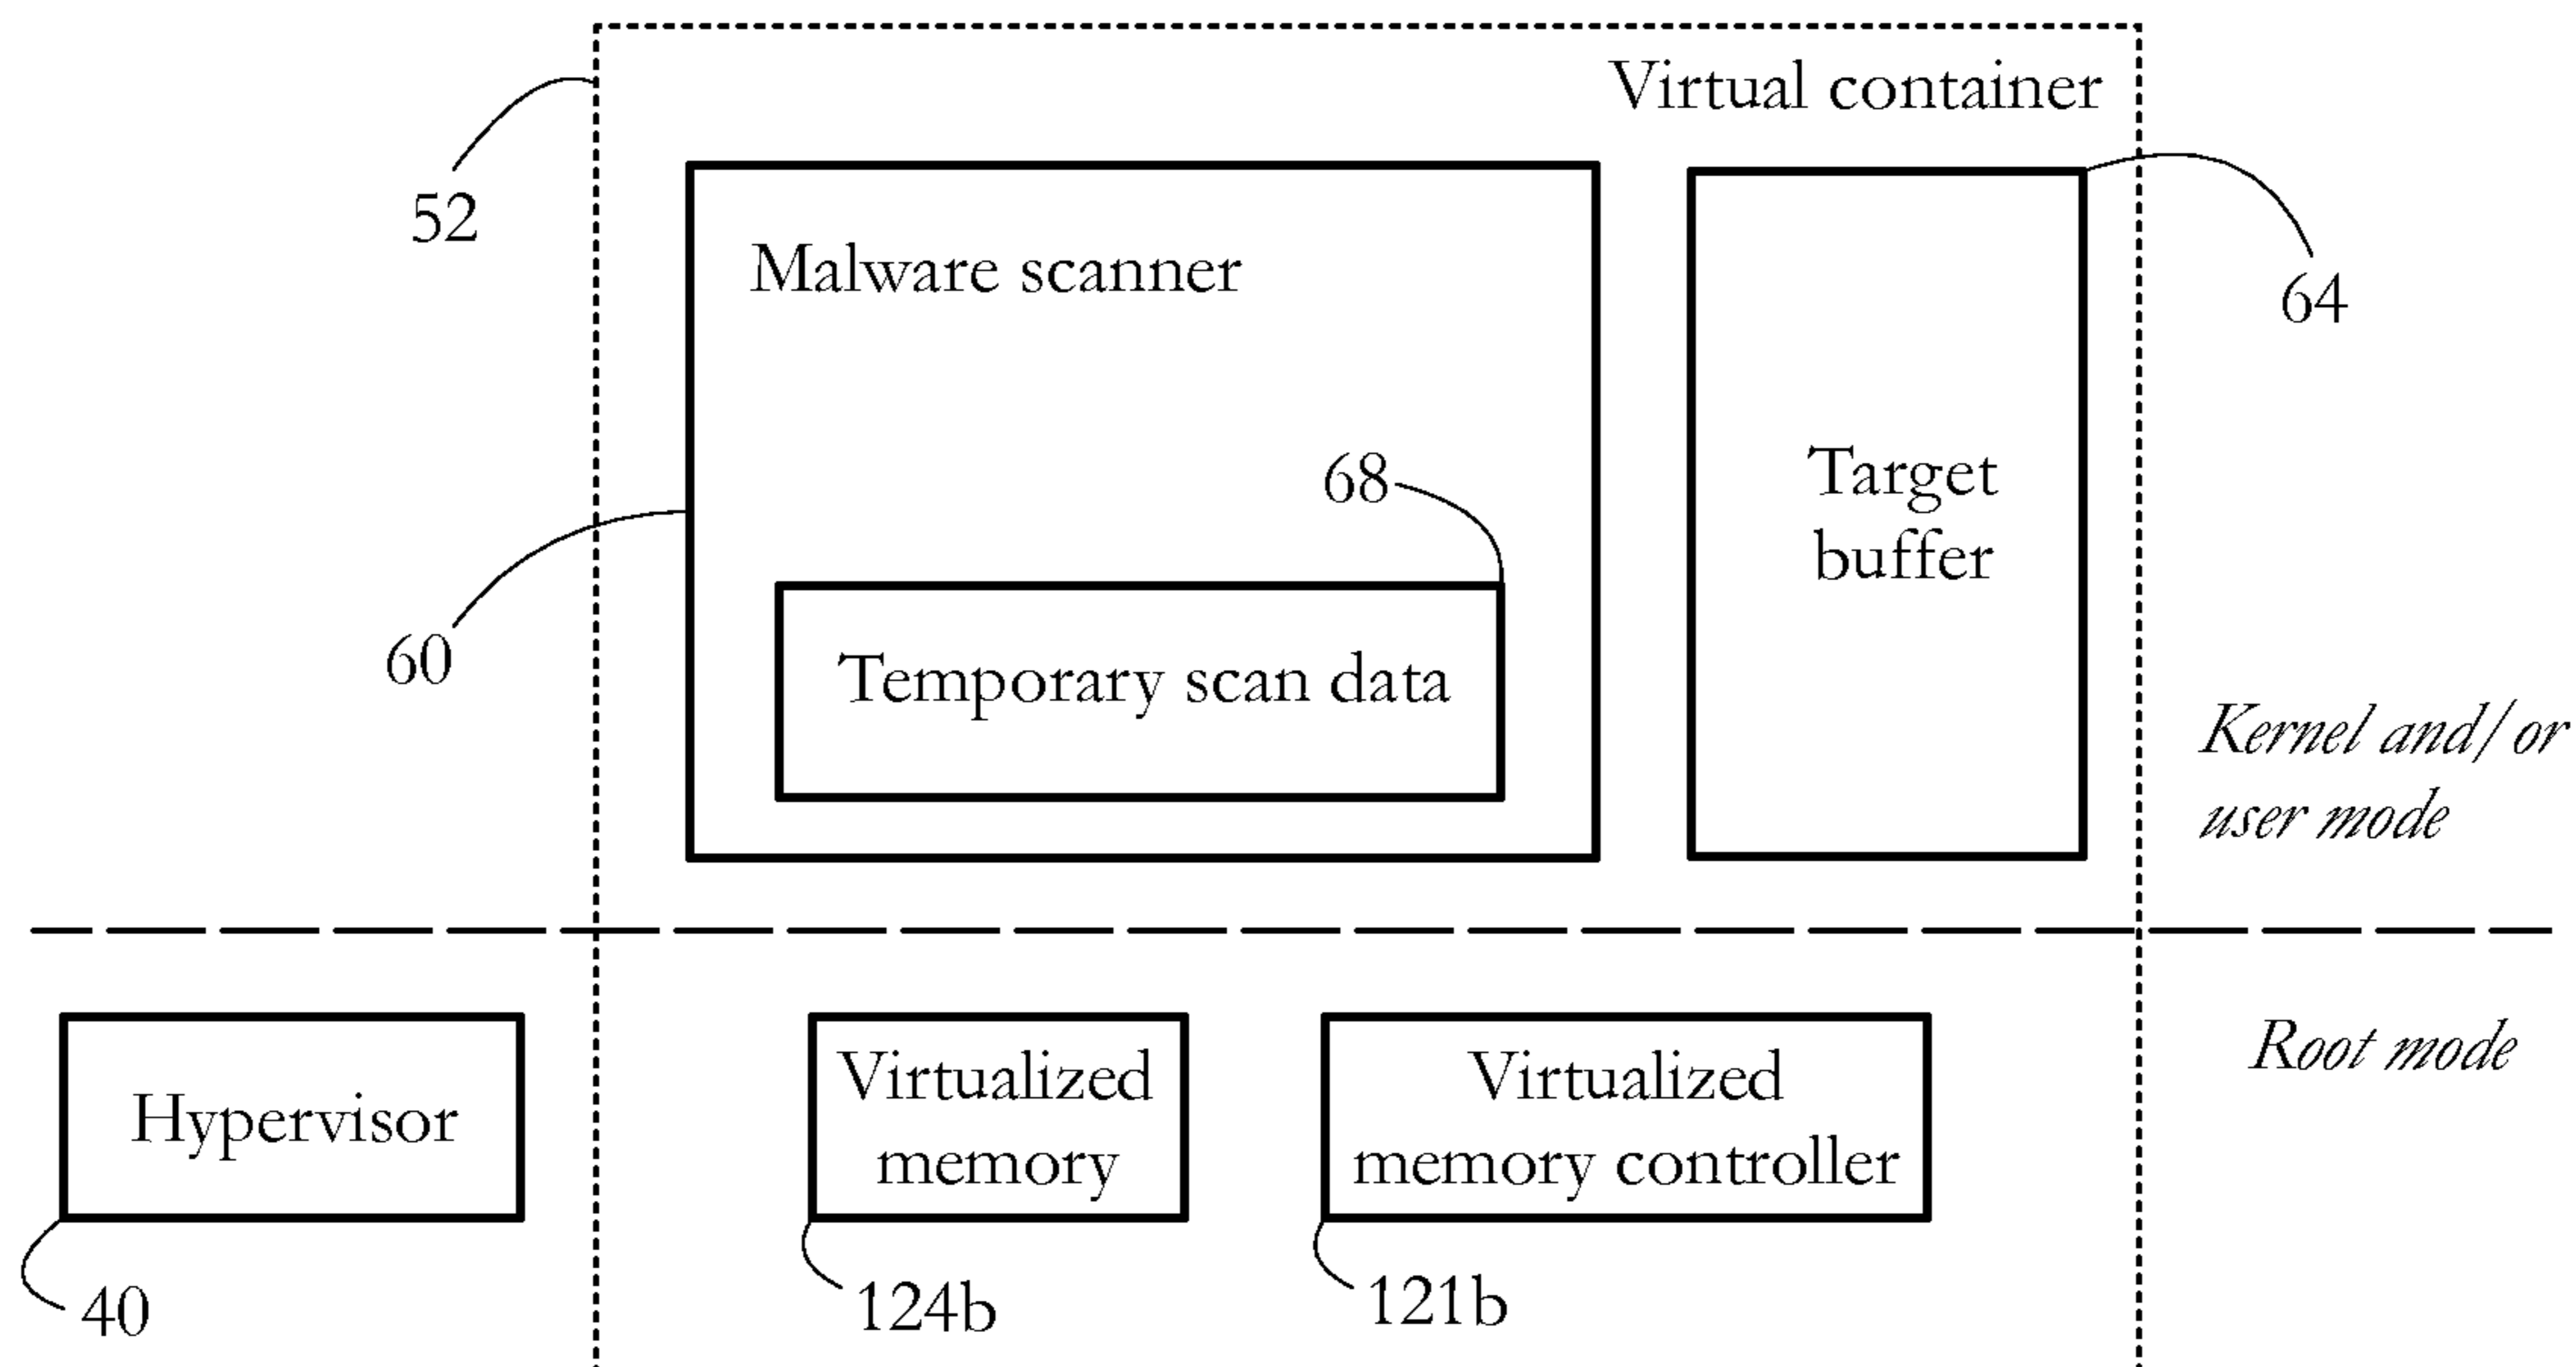 Virtual container
52
Malware scanner
64
68
Target
buffer
60
Temporary scan data
Kernel and/or
user mode
Root mode
Hypervisor
Virtualized
memory
Virtualized
memory controller
40
124b
121b